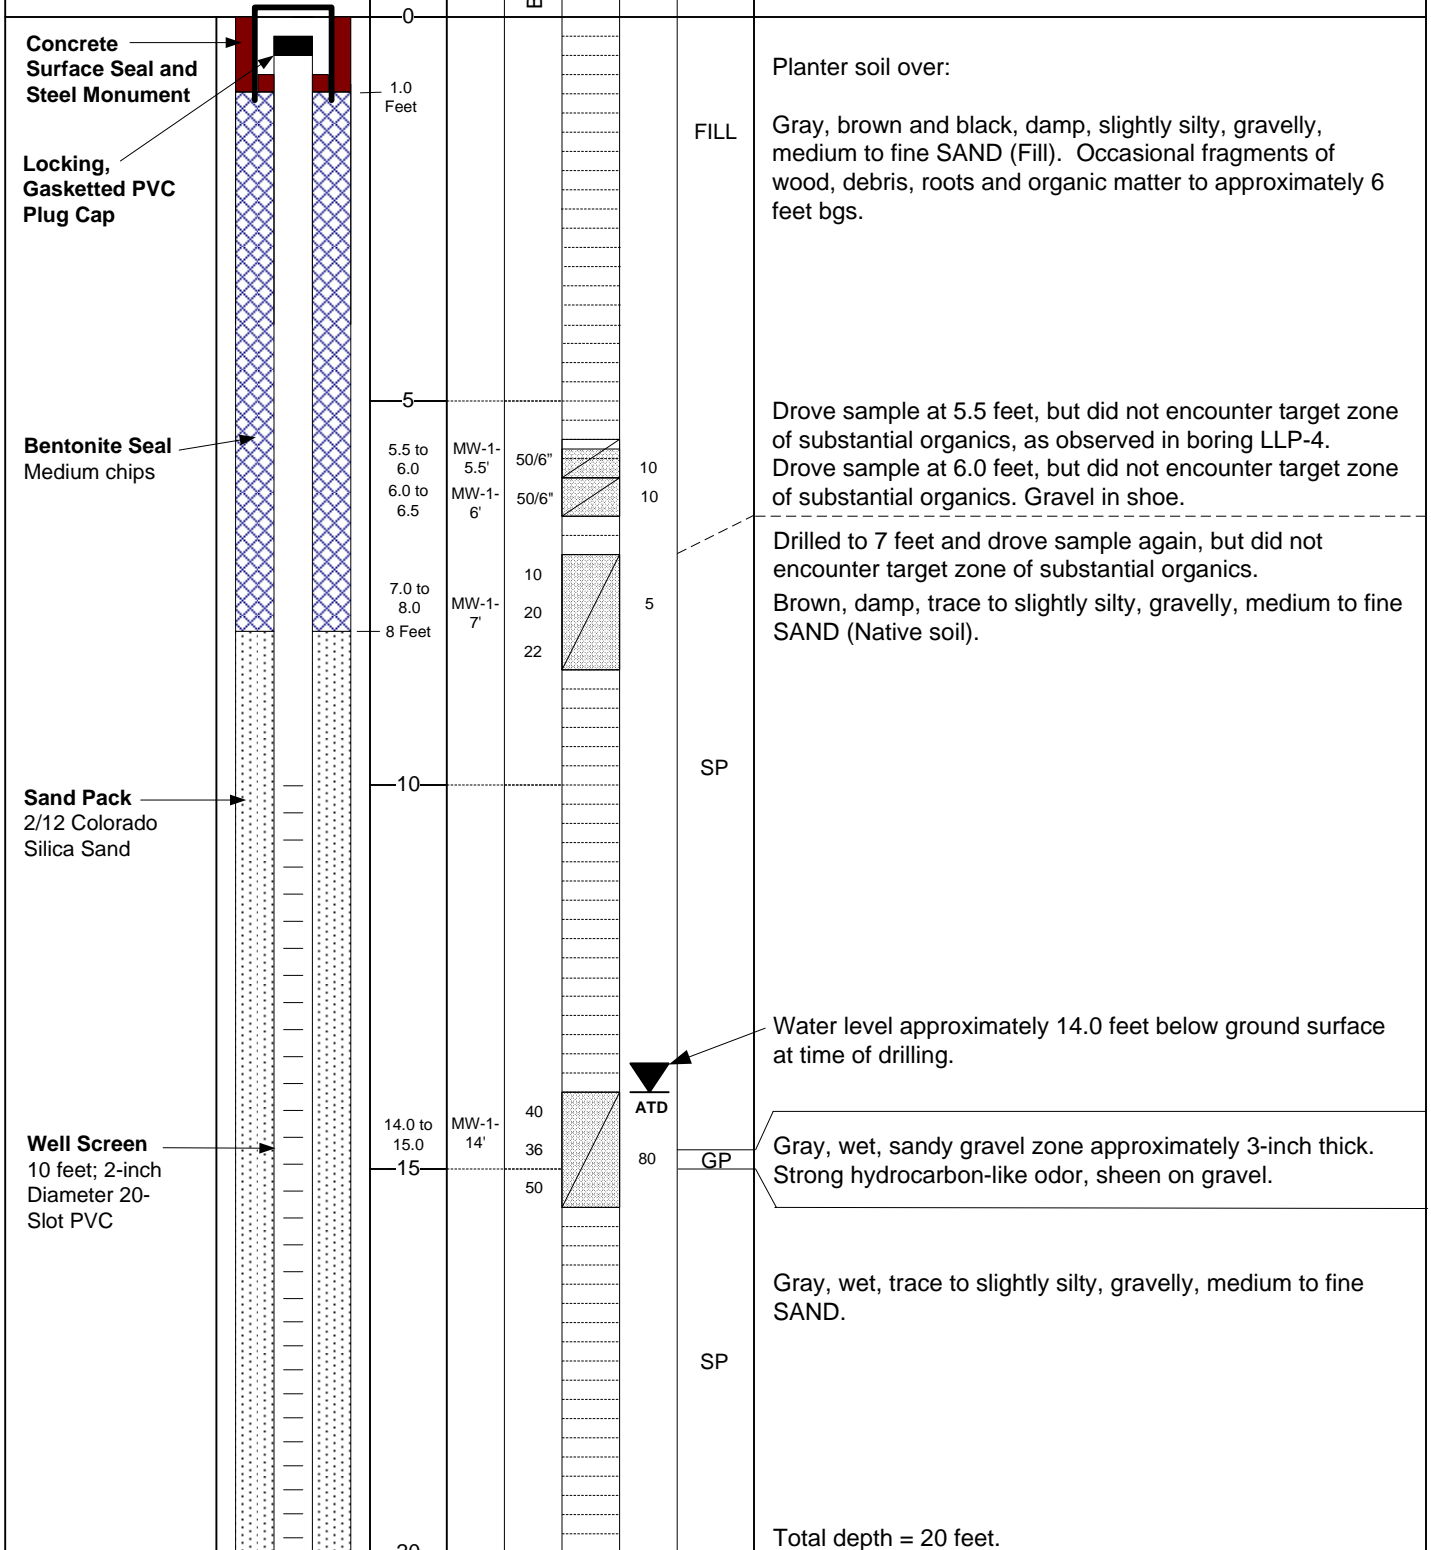 B
0
Concrete
Surface Seal and
Steel Monument
Planter soil over:
1.0
Feet
FILL
Gray, brown and black, damp, slightly silty, gravelly,
medium to fine SAND (Fill).  Occasional fragments of
wood, debris, roots and organic matter to approximately 6
feet bgs.
Locking,
Gasketted PVC
Plug Cap
5
Drove sample at 5.5 feet, but did not encounter target zone
of substantial organics, as observed in boring LLP-4.
Bentonite Seal
Medium chips
5.5 to
6.0
MW-1-
5.5'
50/6"
10
Drove sample at 6.0 feet, but did not encounter target zone
of substantial organics. Gravel in shoe.
6.0 to
6.5
MW-1-
6'
50/6"
10
Drilled to 7 feet and drove sample again, but did not
encounter target zone of substantial organics.
7.0 to
8.0
MW-1-
7'
10
20
22
5
Brown, damp, trace to slightly silty, gravelly, medium to fine
SAND (Native soil).
8 Feet
SP
10
Sand Pack
2/12 Colorado
Silica Sand
Water level approximately 14.0 feet below ground surface
at time of drilling.
ATD
14.0 to
15.0
MW-1-
14'
40
36
50
80
GP
Gray, wet, sandy gravel zone approximately 3-inch thick.
Strong hydrocarbon-like odor, sheen on gravel.
Well Screen
10 feet; 2-inch
Diameter 20-
Slot PVC
15
Gray, wet, trace to slightly silty, gravelly, medium to fine
SAND.
SP
Total depth = 20 feet.
20